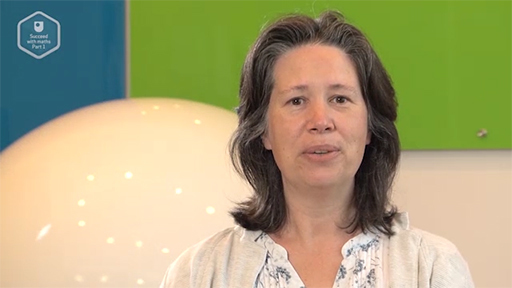 Succeed
with maths
Part 1